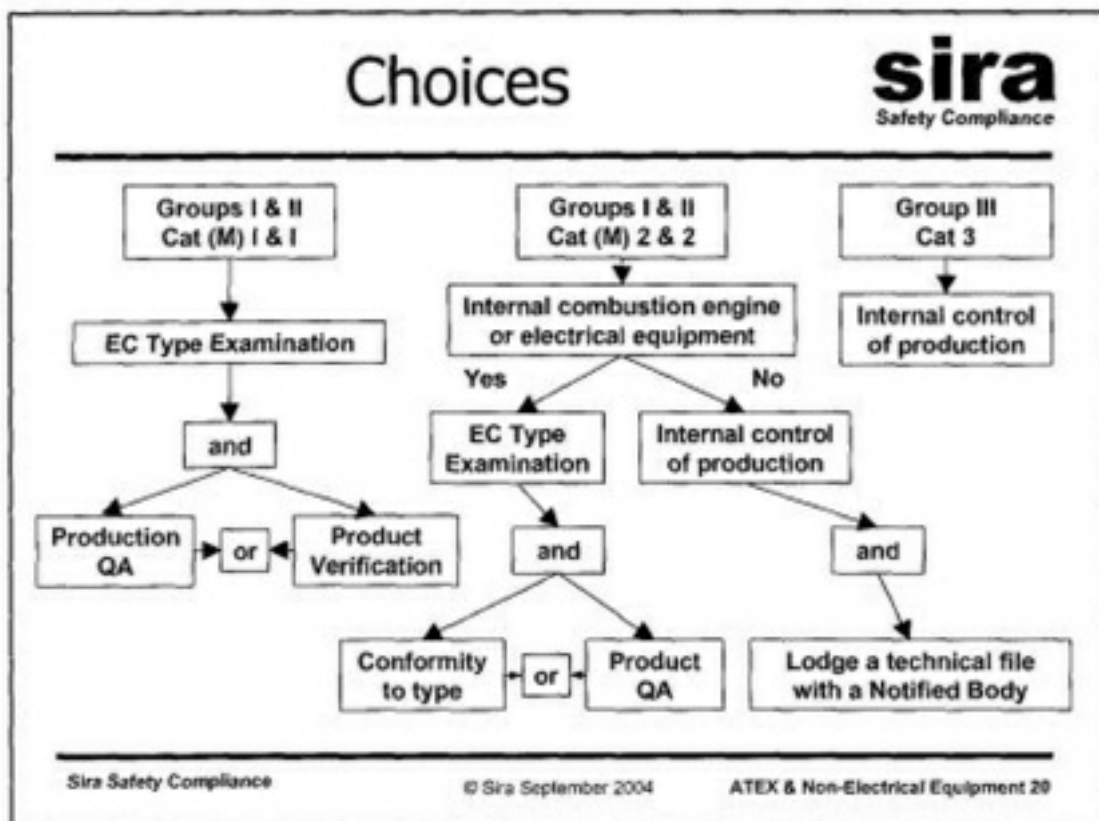 Choices
sira
Safety Compliance
Groups I & II
Cat (M) I & I
EC Type Examination
and
Production
QA
or
Product
Verification
Groups I & II
Cat (M) 2 & 2
Internal combustion engine
or electrical equipment
Yes
No
EC Type
Examination
Internal control
of production
and
and
Conformity
to type
or
Product
QA
Lodge a technical file
with a Notified Body
Group III
Cat 3
Internal control
of production
Sira Safety Compliance
© Sira September 2004
ATEX & Non-Electrical Equipment 20